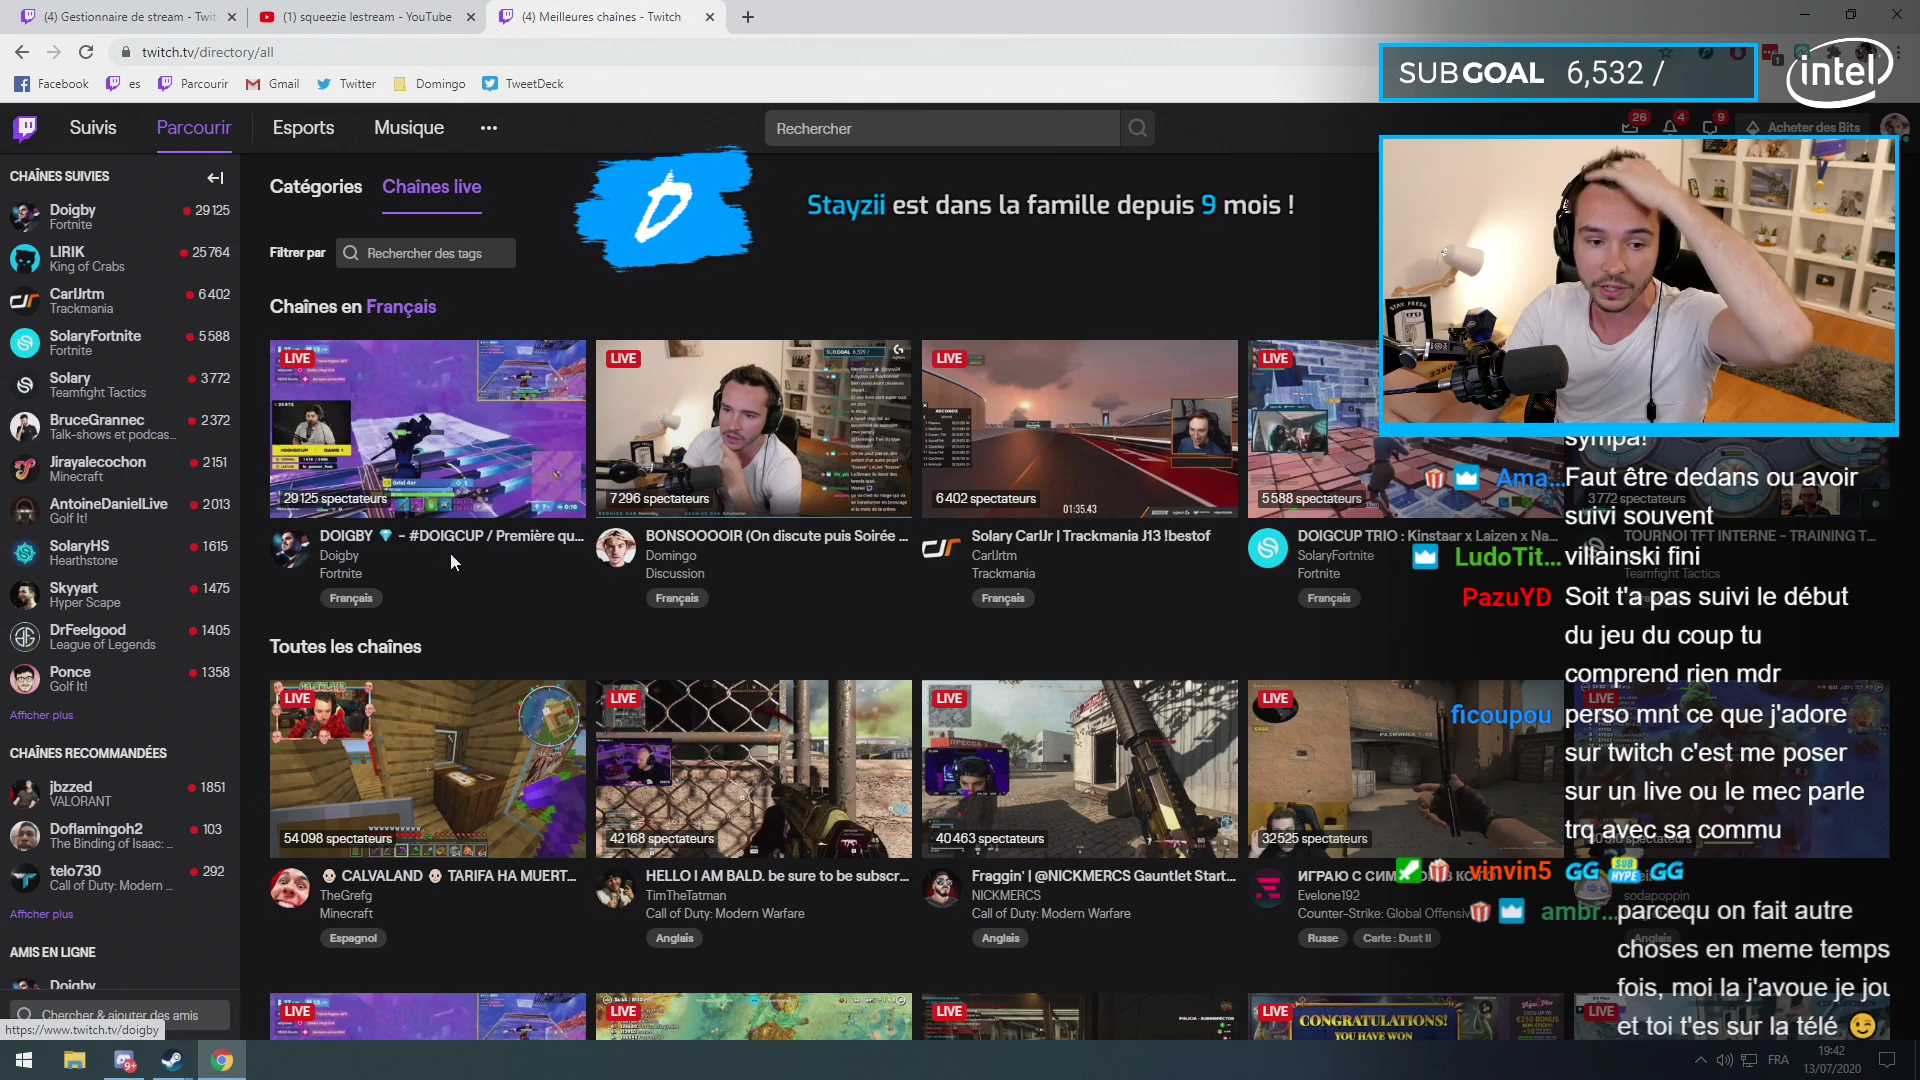 (4) Gestionnaire de stream - Twit
(1) squeezie lestream - YouTube
(4) Meilleures chaînes - Twitch
twitch.tv/directory/all
Facebook
es
Parcourir
Gmail
Twitter
Domingo
TweetDeck
SUBGOAL 6,532 /
intel
Suivis
Parcourir
Esports
Musique
Rechercher
26
4
9
Acheter des Bits
CHAÎNES SUIVIES
Doigby 29 125
Fortnite
LIRIK 25 764
King of Crabs
CarlJrtm 6 402
Trackmania
SolaryFortnite 5 588
Fortnite
Solary 3 772
Teamfight Tactics
BruceGrannec 2 372
Talk-shows et podcas...
Jirayalecochon 2 151
Minecraft
AntoineDanielLive 2 013
Golf It!
SolaryHS 1 615
Hearthstone
Skyyart 1 475
Hyper Scape
DrFeelgood 1 405
League of Legends
Ponce 1 358
Golf It!
Afficher plus
CHAÎNES RECOMMANDÉES
jbzzed 1 851
VALORANT
Doflamingoh2 103
The Binding of Isaac: ...
telo730 292
Call of Duty: Modern ...
Afficher plus
AMIS EN LIGNE
Doigby
Chercher & ajouter des amis
https://www.twitch.tv/doigby
Catégories
Chaînes live
D
Stayzii est dans la famille depuis 9 mois !
Filtrer par
Rechercher des tags
Chaînes en Français
LIVE
29 125 spectateurs
DOIGBY 💎 - #DOIGCUP / Première qu...
Doigby
Fortnite
Français
LIVE
SUBGOAL 6,529 /
7 296 spectateurs
BONSOOOOIR (On discute puis Soirée ...
Domingo
Discussion
Français
LIVE
RECORDS
01:35.43
6 402 spectateurs
Solary CarlJr | Trackmania J13 !bestof
CarlJrtm
Trackmania
Français
LIVE
5 588 spectateurs
DOIGCUP TRIO : Kinstaar x Laizen x Na...
SolaryFortnite
Fortnite
Français
3 772 spectateurs
TOURNOI TFT INTERNE - TRAINING T...
Teamfight Tactics
STAY FRESH
sympa!
Ama... Faut être dedans ou avoir
suivi souvent
LudoTit... villainski fini
PazuYD Soit t'a pas suivi le début
du jeu du coup tu
comprend rien mdr
ficoupou perso mnt ce que j'adore
sur twitch c'est me poser
sur un live ou le mec parle
trq avec sa commu
vinvin5 GG SUB HYPE GG
ambr... parcequ on fait autre
choses en meme temps
fois, moi la j'avoue je jou
et toi t'es sur la télé 😉
Toutes les chaînes
LIVE
54 098 spectateurs
CALVALAND TARIFA HA MUERT...
TheGrefg
Minecraft
Espagnol
LIVE
42 168 spectateurs
HELLO I AM BALD. be sure to be subscr...
TimTheTatman
Call of Duty: Modern Warfare
Anglais
LIVE
ПРЕССА
40 463 spectateurs
Fraggin' | @NICKMERCS Gauntlet Start...
NICKMERCS
Call of Duty: Modern Warfare
Anglais
LIVE
32 525 spectateurs
Evelone192
Counter-Strike: Global Offensiv
Russe
Carte : Dust II
LIVE
sodapoppin
Anglais
LIVE
LIVE
LIVE
LIVE
CONGRATULATIONS!
YOU HAVE WON
LIVE
9+
FRA
19:42
13/07/2020